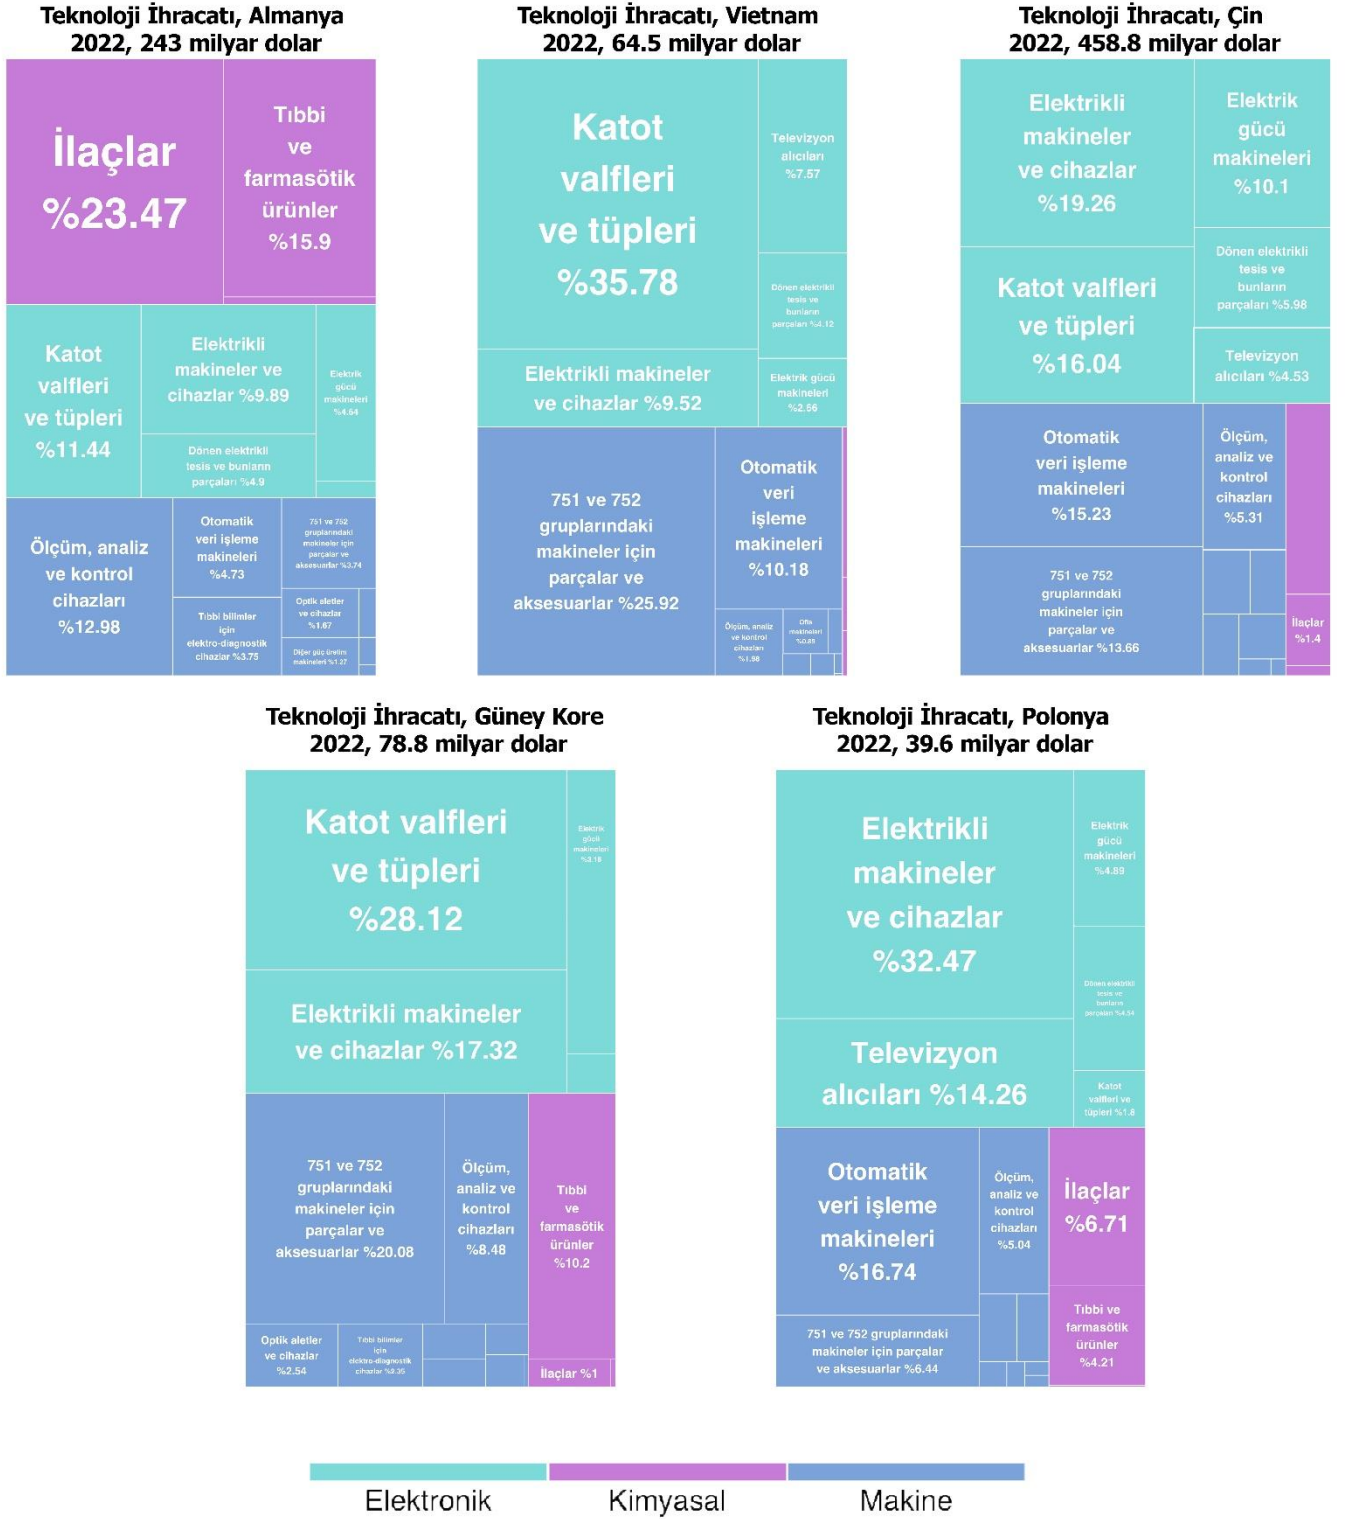 Teknoloji İhracatı, Almanya
2022, 243 milyar dolar
İlaçlar
%23.47
Tıbbi
ve
farmasötik
ürünler
%15.9
Katot
valfleri
ve tüpleri
%11.44
Elektrikli
makineler ve
cihazlar %9.89
Elektrik
gücü
makineleri
%4.64
Dönen elektrikli
tesis ve bunların
parçaları %4.9
Ölçüm, analiz
ve kontrol
cihazları
%12.98
Otomatik
veri işleme
makineleri
%4.73
751 ve 752
gruplarındaki
makineler için
parçalar ve
aksesuarlar %3.74
Tıbbi bilimler
için
elektro-diagnostik
cihazlar %3.75
Optik aletler
ve cihazlar
%1.67
Diğer güç üretim
makineleri %1.27
Teknoloji İhracatı, Vietnam
2022, 64.5 milyar dolar
Katot
valfleri
ve tüpleri
%35.78
Televizyon
alıcıları
%7.57
Dönen elektrikli
tesis ve
bunların
parçaları %4.12
Elektrikli makineler
ve cihazlar %9.52
Elektrik gücü
makineleri
%2.66
751 ve 752
gruplarındaki
makineler için
parçalar ve
aksesuarlar %25.92
Otomatik
veri
işleme
makineleri
%10.18
Ölçüm, analiz
ve kontrol
cihazları
%1.98
Ofis
makineleri
Teknoloji İhracatı, Çin
2022, 458.8 milyar dolar
Elektrikli
makineler
ve cihazlar
%19.26
Elektrik
gücü
makineleri
%10.1
Dönen elektrikli
tesis ve
bunların
parçaları %5.98
Katot valfleri
ve tüpleri
%16.04
Televizyon
alıcıları %4.53
Otomatik
veri işleme
makineleri
%15.23
Ölçüm,
analiz ve
kontrol
cihazları
%5.31
751 ve 752
gruplarındaki
makineler için
parçalar ve
aksesuarlar %13.66
İlaçlar
%1.4
Teknoloji İhracatı, Güney Kore
2022, 78.8 milyar dolar
Katot valfleri
ve tüpleri
%28.12
Elektrik
gücü
makineleri
%3.18
Elektrikli makineler
ve cihazlar %17.32
751 ve 752
gruplarındaki
makineler için
parçalar ve
aksesuarlar %20.08
Ölçüm,
analiz ve
kontrol
cihazları
%8.48
Tıbbi
ve
farmasötik
ürünler
%10.2
Optik aletler
ve cihazlar
%2.54
Tıbbi bilimler
için
elektro-diagnostik
cihazlar
İlaçlar %1
Teknoloji İhracatı, Polonya
2022, 39.6 milyar dolar
Elektrikli
makineler
ve cihazlar
%32.47
Elektrik
gücü
makineleri
%4.89
Dönen elektrikli
tesis ve
bunların
parçaları %4.54
Televizyon
alıcıları %14.26
Katot
valfleri ve
tüpleri %1.8
Otomatik
veri işleme
makineleri
%16.74
Ölçüm,
analiz ve
kontrol
cihazları
%5.04
İlaçlar
%6.71
751 ve 752 gruplarındaki
makineler için parçalar
ve aksesuarlar %6.44
Tıbbi ve
farmasötik
ürünler
%4.21
Elektronik
Kimyasal
Makine